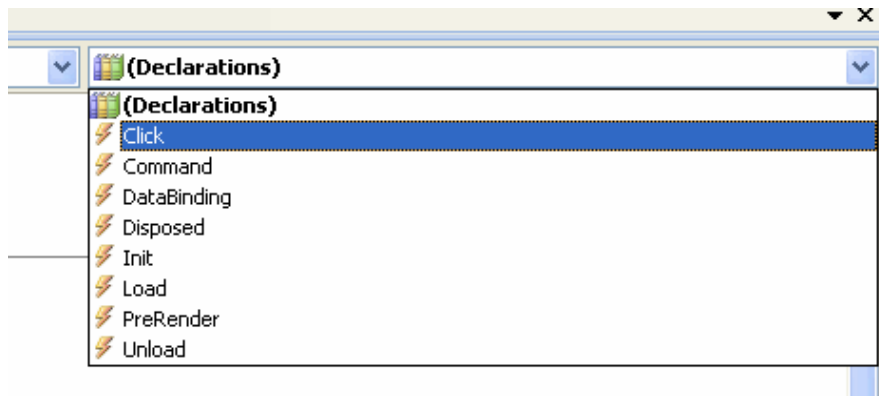 (Declarations)
(Declarations)
Click
Command
DataBinding
Disposed
Init
Load
PreRender
Unload